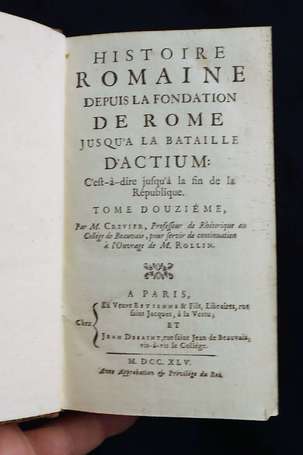 HISTOIRE
ROMAINE
DEPUIS LA FONDATION
DE ROME
JUSQU'A LA BATAILLE
D'ACTIUM:
C'est-à-dire jusqu'à la fin de la
République.
TOME DOUZIÉME,
Par M. CREVIER, Professeur de Rhétorique au
Collége de Beauvais, pour servir de continuation
à l'Ouvrage de M. ROLLIN.
A PARIS,
Chez
La Veuve ESTIENNE & Fils, Libraires, rue
saint Jacques, à la Vertu;
ET
JEAN DESAINT, rue saint Jean de Beauvais,
vis-à-vis le Collége.
M. DCC. XLV.
Avec Approbation & Privilége du Roi.